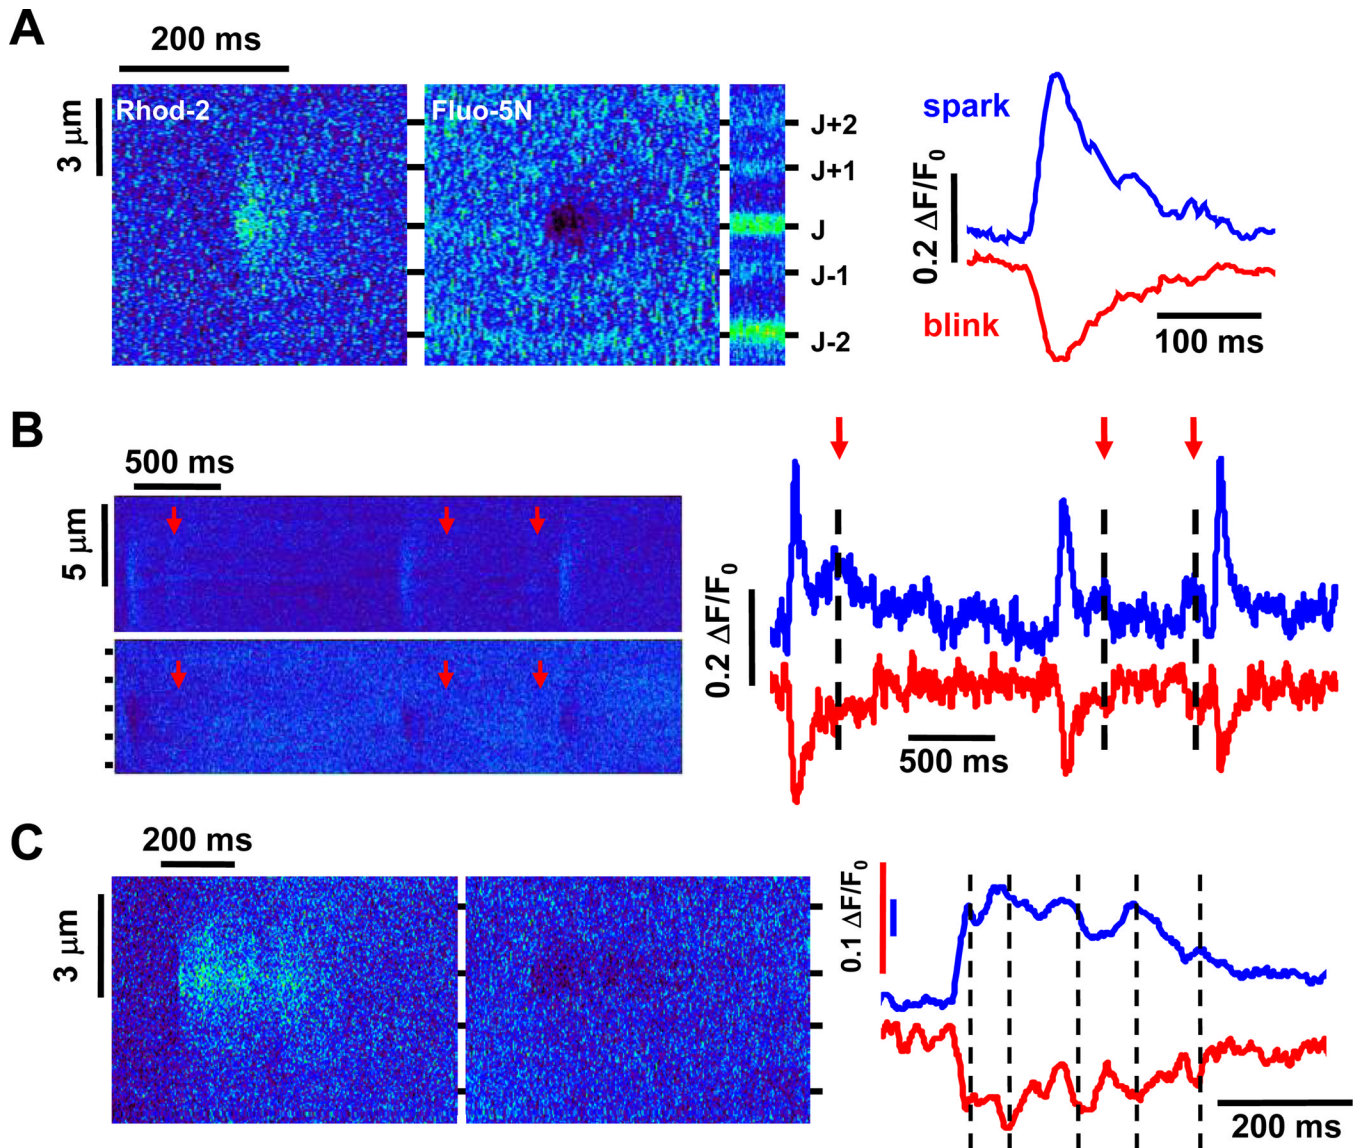 A
200 ms
3 μm
Rhod-2
Fluo-5N
J+2
J+1
J
J-1
J-2
spark
0.2 ΔF/F0
blink
100 ms
B
500 ms
5 μm
0.2 ΔF/F0
500 ms
C
200 ms
3 μm
0.1 ΔF/F0
200 ms